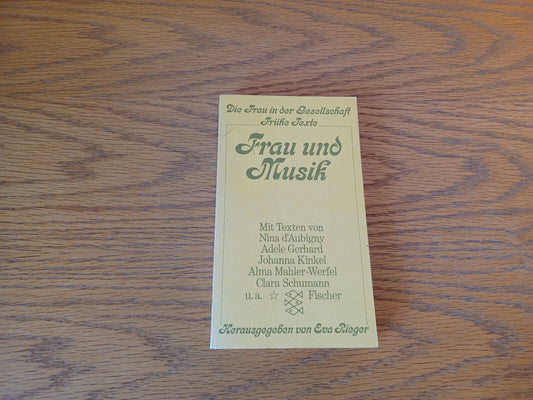 Die Frau in der Gesellschaft
Frühe Texte
Frau und
Musik
Mit Texten von
Nina d'Aubigny
Adele Gerhard
Johanna Kinkel
Alma Mahler-Werfel
Clara Schumann
u. a. ☆ Fischer
Herausgegeben von Eva Rieger